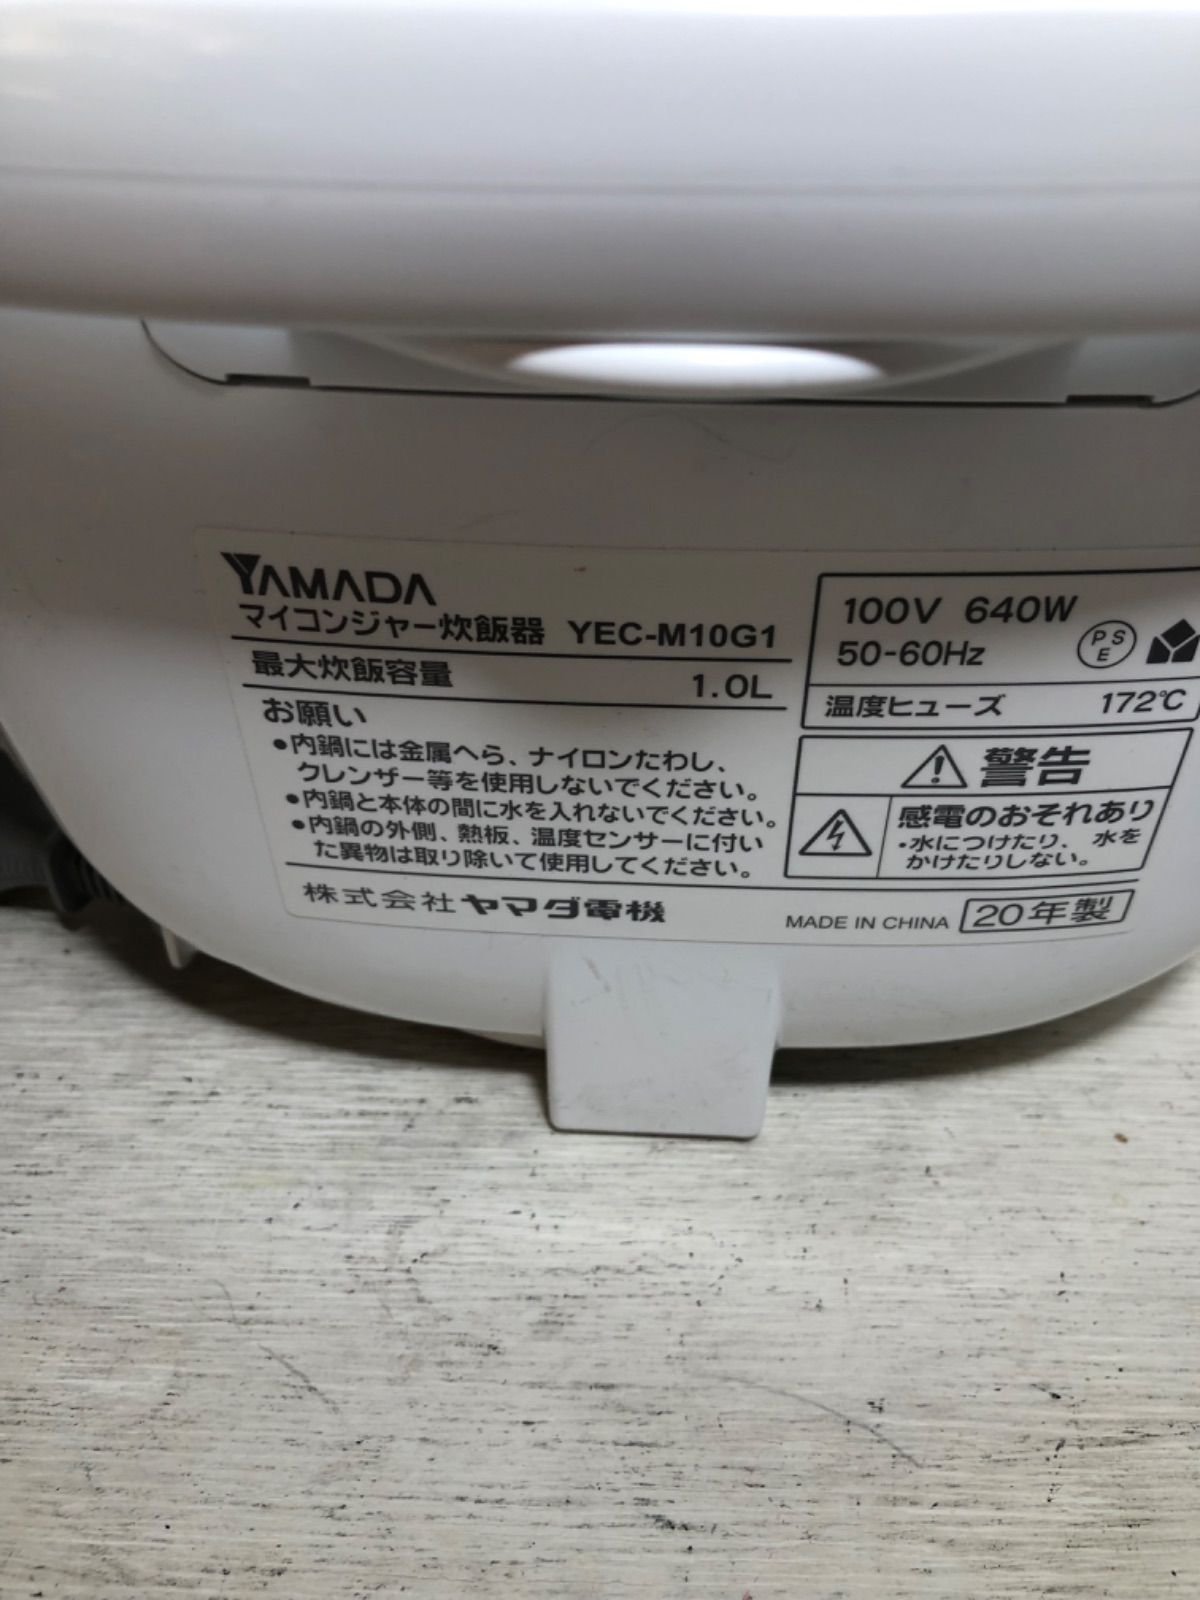 YAMADA
マイコンジャー炊飯器 YEC-M10G1
最大炊飯容量 1.0L
お願い
•内鍋には金属へら、ナイロンたわし、
クレンザー等を使用しないでください。
•内鍋と本体の間に水を入れないでください。
•内鍋の外側、熱板、温度センサーに付い
た異物は取り除いて使用してください。
株式会社ヤマダ電機
100V 640W
50-60Hz
PSE
温度ヒューズ 172℃
警告
感電のおそれあり
・水につけたり、水を
かけたりしない。
MADE IN CHINA 20年製